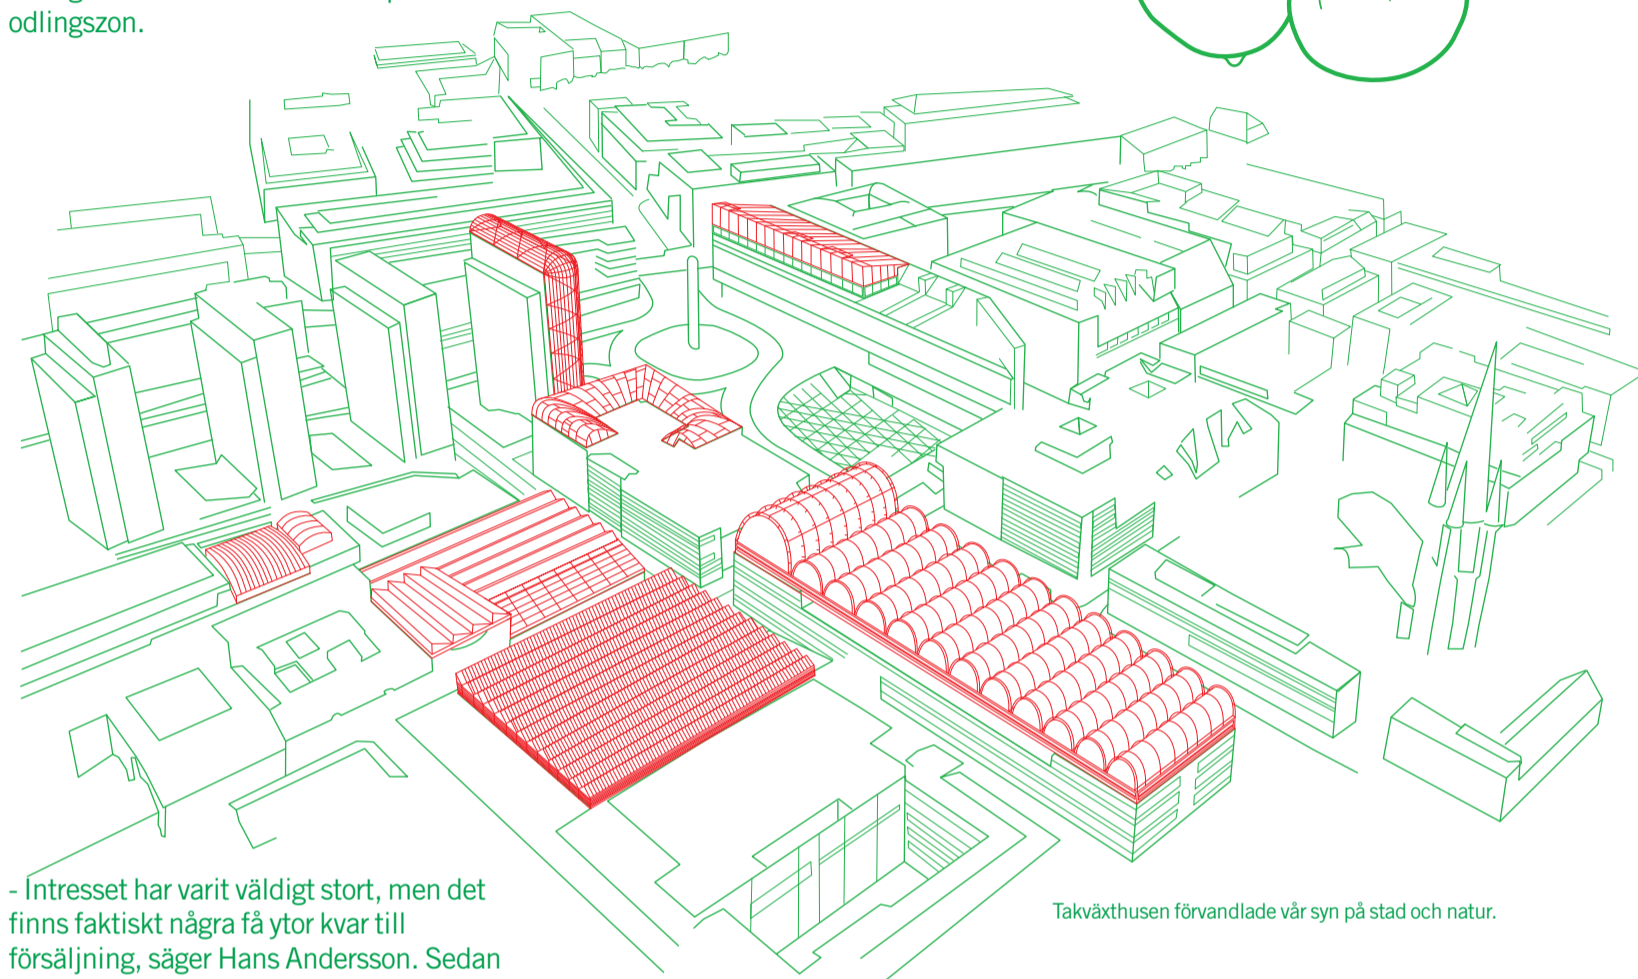 odlingszon.
- Intresset har varit väldigt stort, men det
finns faktiskt några få ytor kvar till
försäljning, säger Hans Andersson. Sedan
Takväxthusen förvandlade vår syn på stad och natur.